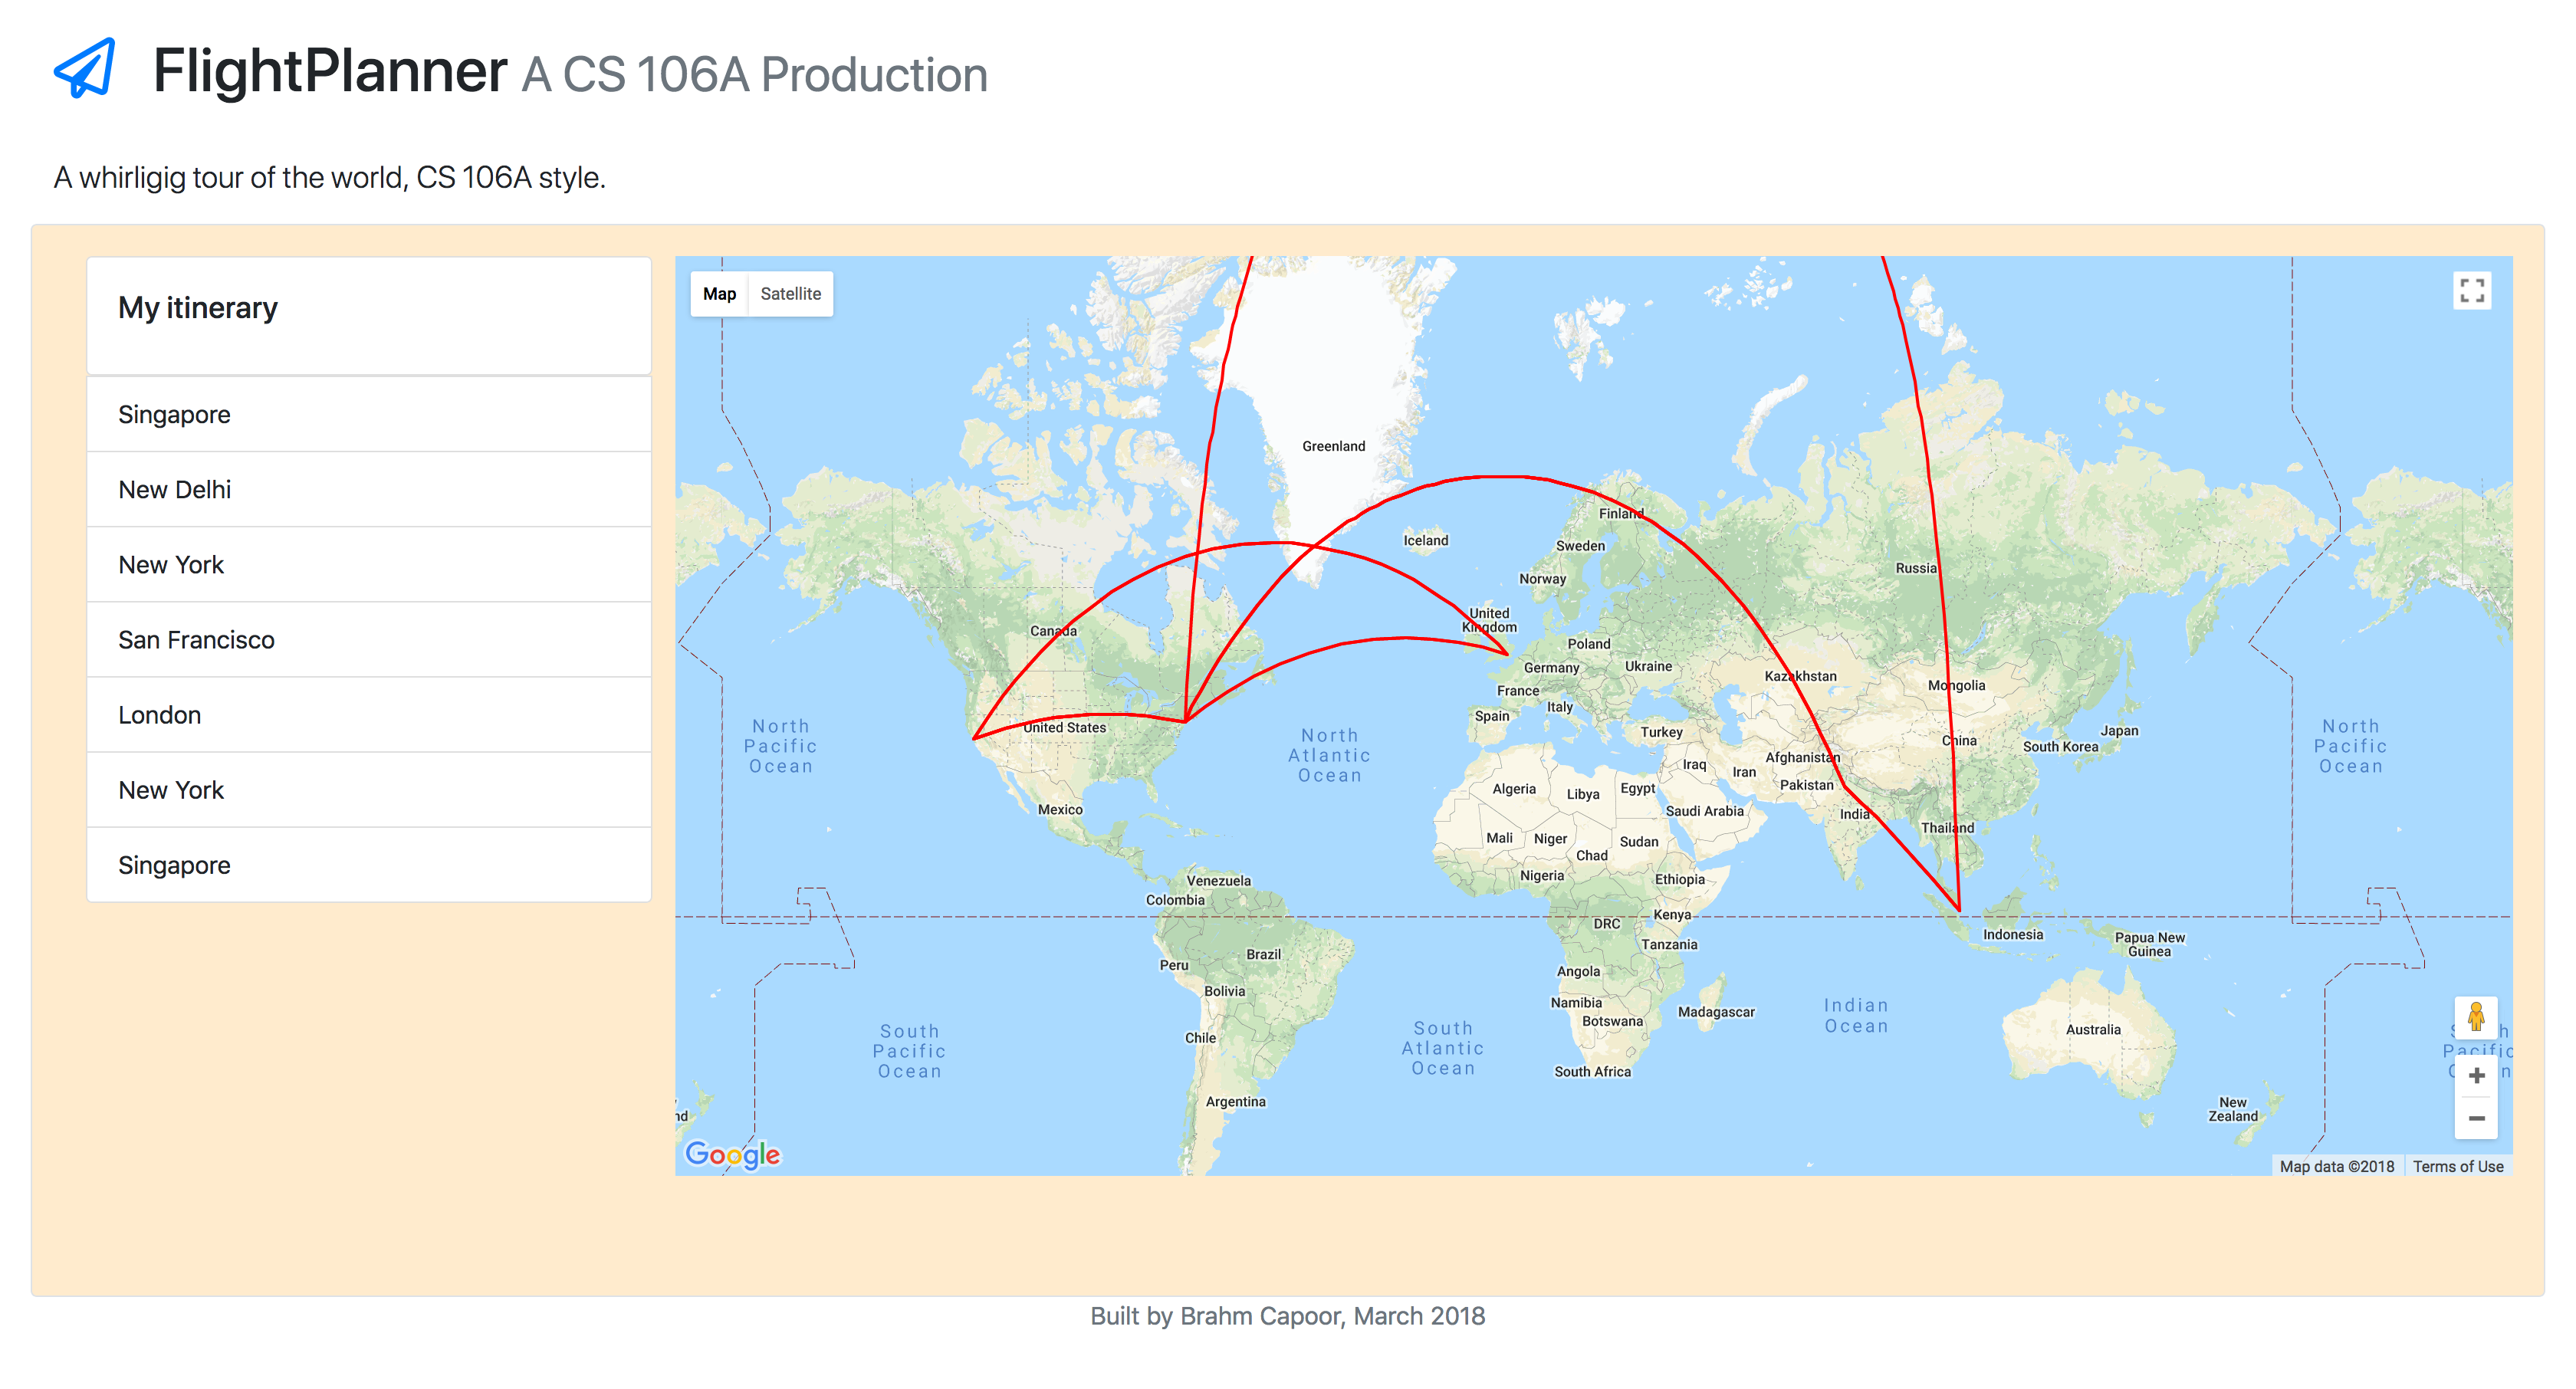 FlightPlanner A CS 106A Production
A whirligig tour of the world, CS 106A style.
My itinerary
Singapore
New Delhi
New York
San Francisco
London
New York
Singapore
Map Satellite
Greenland
Finland
Iceland
Sweden
Russia
Norway
United
Kingdom
Canada
Poland
Germany
Ukraine
Kazakhstan
Mongolia
France
Italy
Spain
United States
Turkey
Japan
China
South Korea
North
Pacific
Ocean
North
Atlantic
Ocean
North
Pacific
Ocean
Afghanistan
Iraq
Iran
Pakistan
Algeria
Libya
Egypt
Saudi Arabia
Mexico
India
Thailand
Mali
Niger
Sudan
Chad
Nigeria
Ethiopia
Venezuela
Colombia
Kenya
DRC
Indonesia
Papua New
Guinea
Tanzania
Brazil
Peru
Angola
Bolivia
Namibia
Botswana
Madagascar
Indian
Ocean
Australia
Chile
South
Pacific
Ocean
South
Atlantic
Ocean
Pacific
South Africa
Argentina
New
Zealand
nd
Google
Map data ©2018 Terms of Use
Built by Brahm Capoor, March 2018